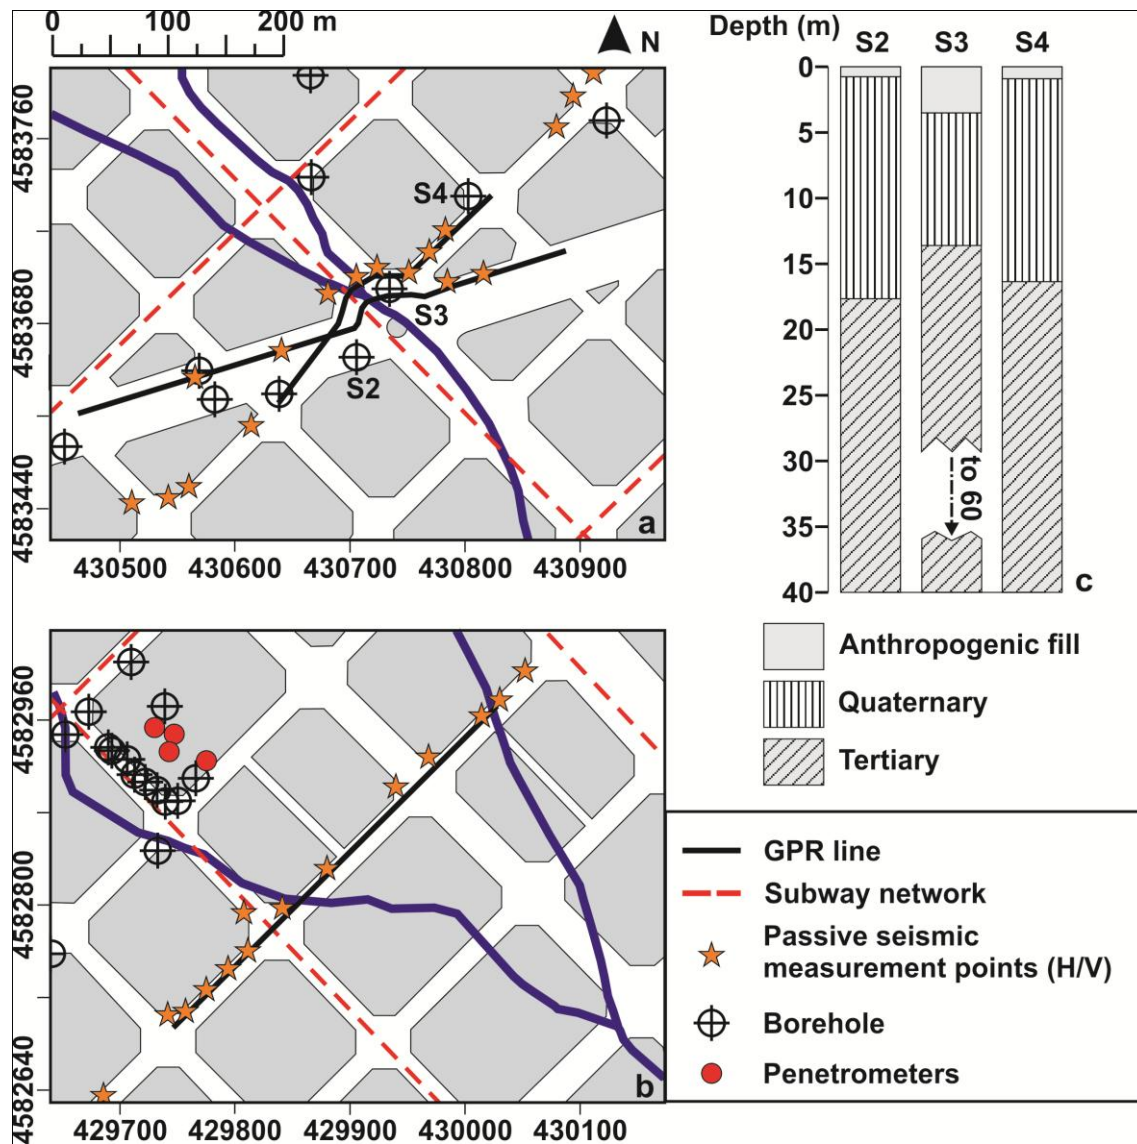 0 100 200 m
N
4583760
4583680
4583440
S4
S3
S2
a
430500 430600 430700 430800 430900
Depth (m)
S2 S3 S4
0
5
10
15
20
25
30
35
40
to 60
c
Anthropogenic fill
Quaternary
Tertiary
4582960
4582800
4582640
b
429700 429800 429900 430000 430100
GPR line
Subway network
Passive seismic
measurement points (H/V)
Borehole
Penetrometers